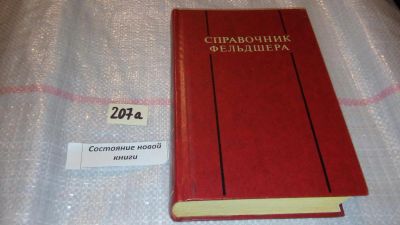 СПРАВОЧНИК
ФЕЛЬДШЕРА
207а
Состояние новой
книги